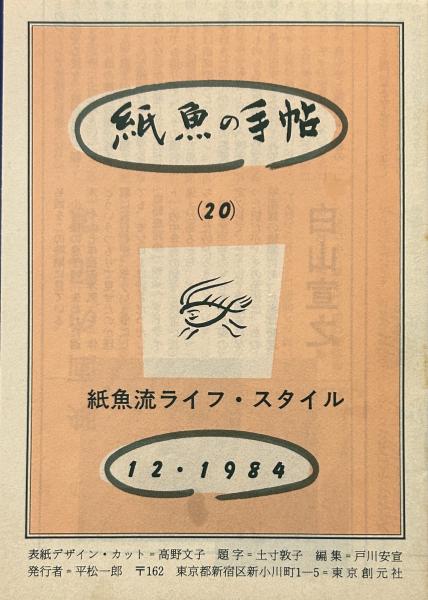 紙魚の手帖
(20)
紙魚流ライフ・スタイル
12・1984
表紙デザイン・カット=高野文子 題字=土寸敦子 編集=戸川安宣
発行者=平松一郎 〒162 東京都新宿区新小川町1―5=東京創元社
白山宣之